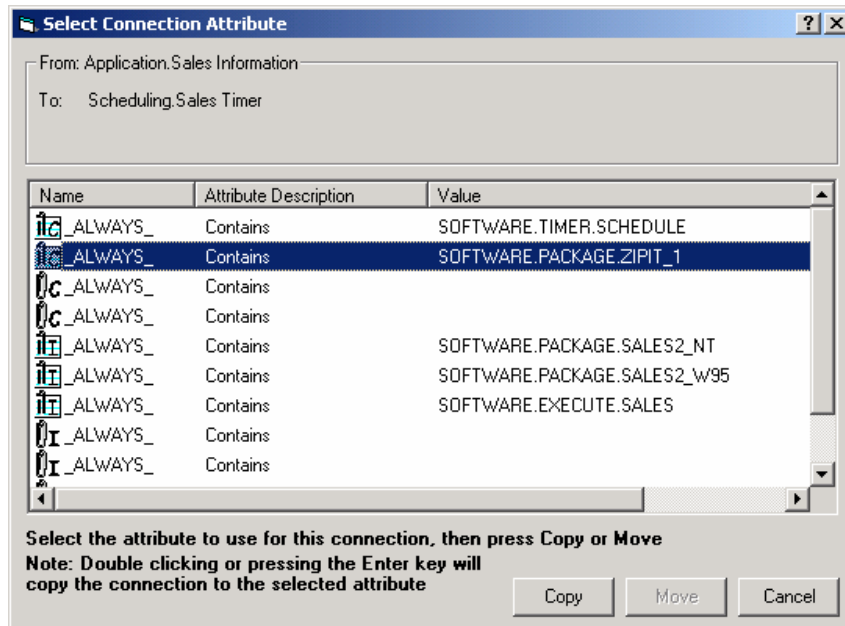 Select Connection Attribute
From: Application.Sales Information
To: Scheduling.Sales Timer
Name Attribute Description Value
_ALWAYS_ Contains SOFTWARE.TIMER.SCHEDULE
_ALWAYS_ Contains SOFTWARE.PACKAGE.ZIPIT_1
_ALWAYS_ Contains
_ALWAYS_ Contains
_ALWAYS_ Contains SOFTWARE.PACKAGE.SALES2_NT
_ALWAYS_ Contains SOFTWARE.PACKAGE.SALES2_W95
_ALWAYS_ Contains SOFTWARE.EXECUTE.SALES
_ALWAYS_ Contains
_ALWAYS_ Contains
Select the attribute to use for this connection, then press Copy or Move
Note: Double clicking or pressing the Enter key will
copy the connection to the selected attribute
Copy Move Cancel